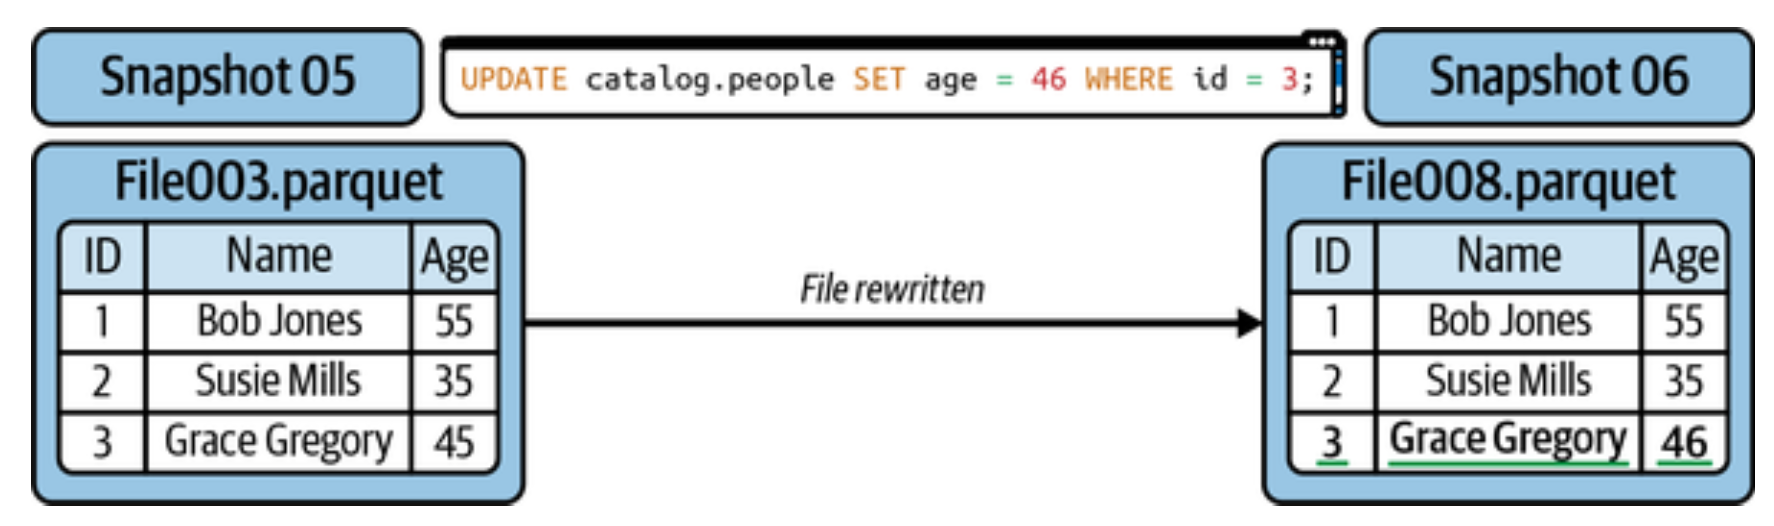 Snapshot 05
UPDATE catalog.people SET age = 46 WHERE id = 3;
Snapshot 06
File003.parquet
ID Name Age
1 Bob Jones 55
2 Susie Mills 35
3 Grace Gregory 45
File rewritten
File008.parquet
ID Name Age
1 Bob Jones 55
2 Susie Mills 35
3 Grace Gregory 46